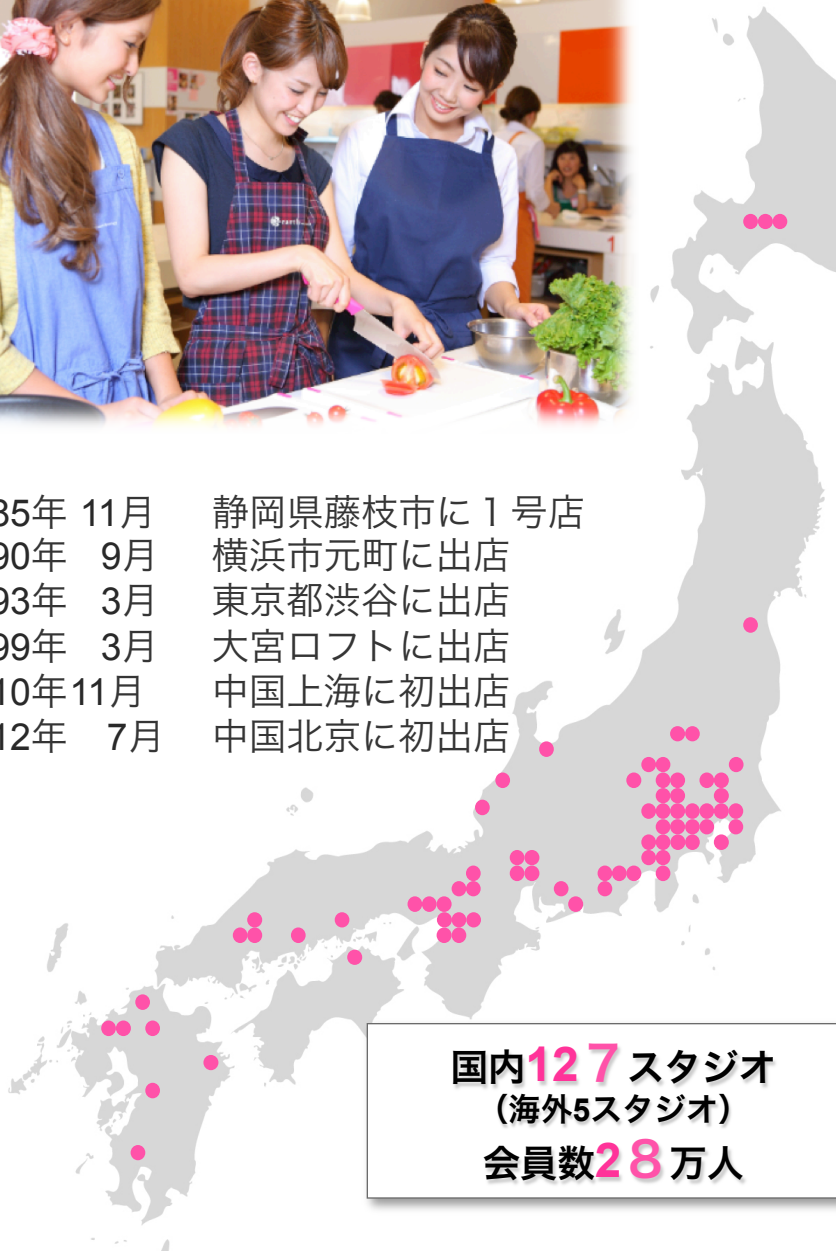 85年 11月 静岡県藤枝市に１号店
90年 9月 横浜市元町に出店
93年 3月 東京都渋谷に出店
99年 3月 大宮ロフトに出店
10年11月 中国上海に初出店
12年 7月 中国北京に初出店
国内12７スタジオ
（海外5スタジオ）
会員数2８万人